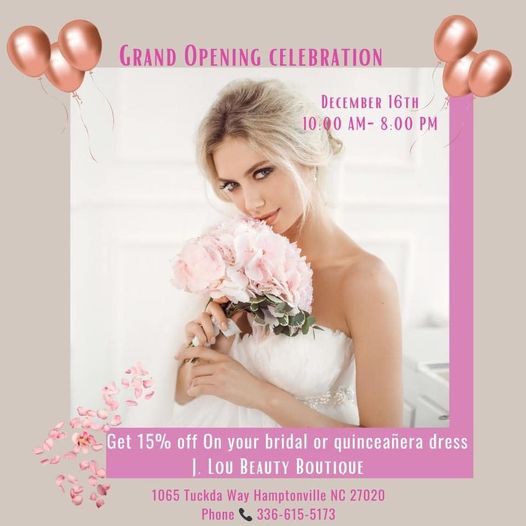 Grand Opening celebration
December 16th
10:00 AM- 8:00 PM
Get 15% off On your bridal or quinceañera dress
J. Lou Beauty Boutique
1065 Tuckda Way Hamptonville NC 27020
Phone 📞 336-615-5173